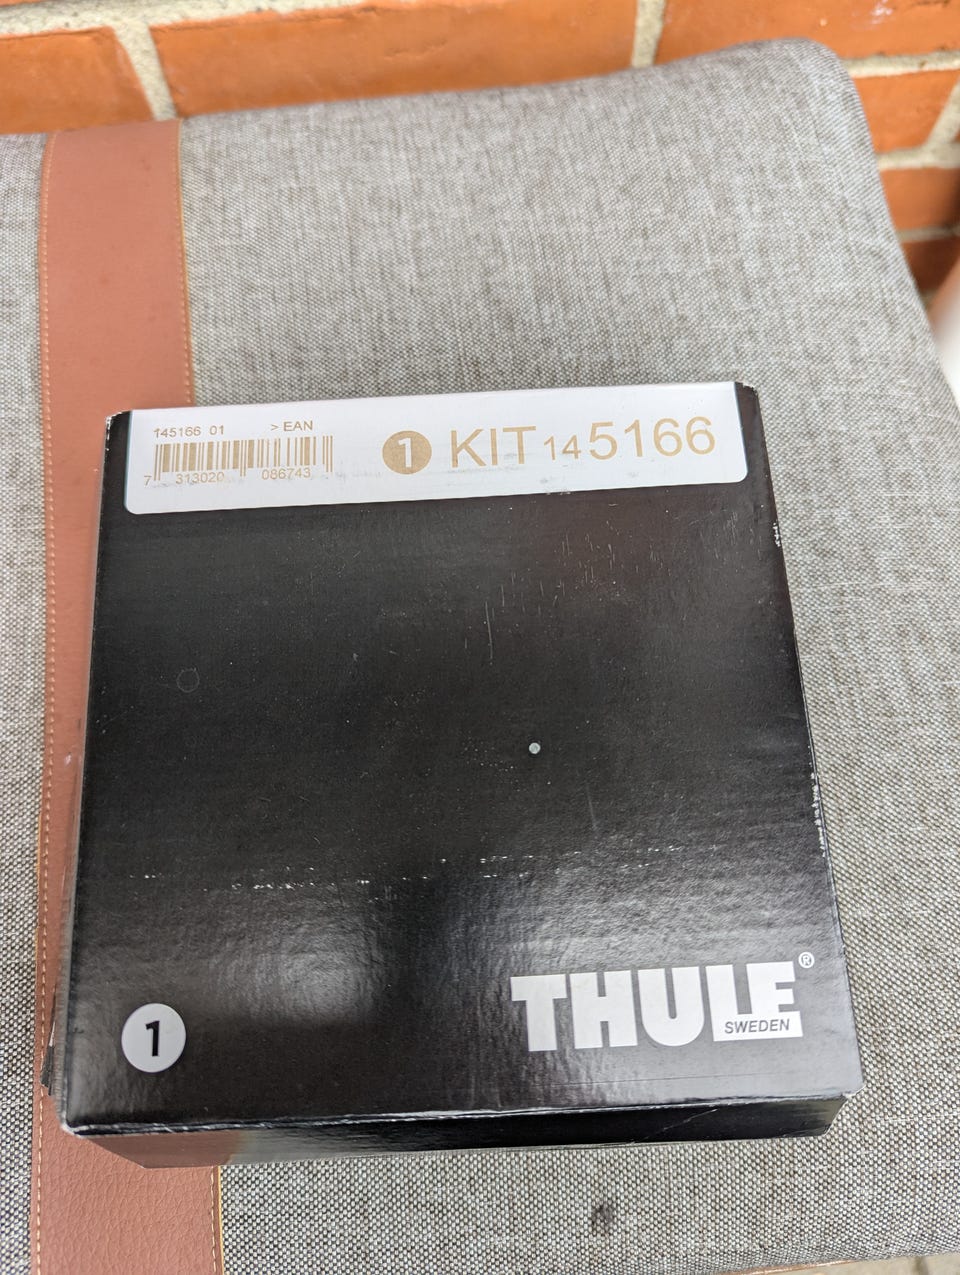 145166 01 > EAN
7 313020 086743
1 KIT 145166
THULE®
SWEDEN
1